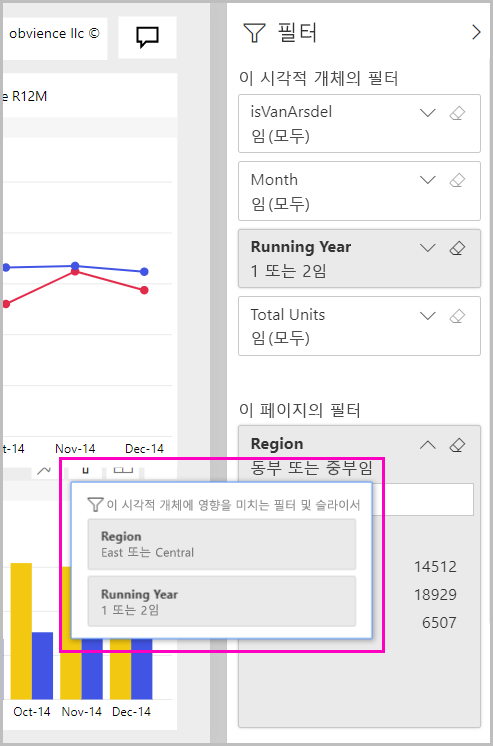 obvience llc ©
필터
이 시각적 개체의 필터
e R12M
isVanArsdel
임(모두)
Month
임(모두)
Running Year
1 또는 2임
Total Units
임(모두)
이 페이지의 필터
t-14 Nov-14 Dec-14
Region
동부 또는 중부임
이 시각적 개체에 영향을 미치는 필터 및 슬라이서
Region
East 또는 Central
Running Year
1 또는 2임
14512
18929
6507
Oct-14 Nov-14 Dec-14